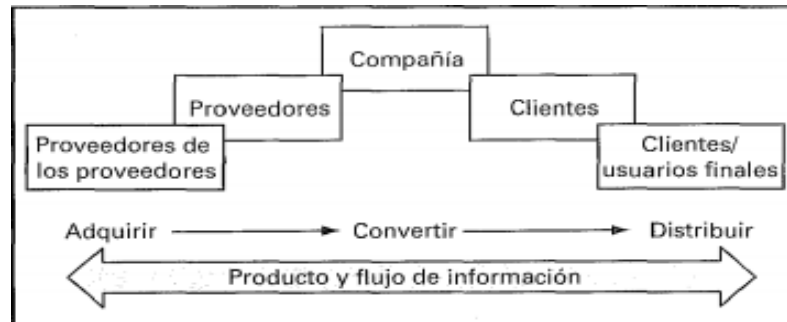 Compañía
Proveedores
Clientes
Proveedores de
los proveedores
Clientes/
usuarios finales
Adquirir
Convertir
Distribuir
Producto y flujo de información